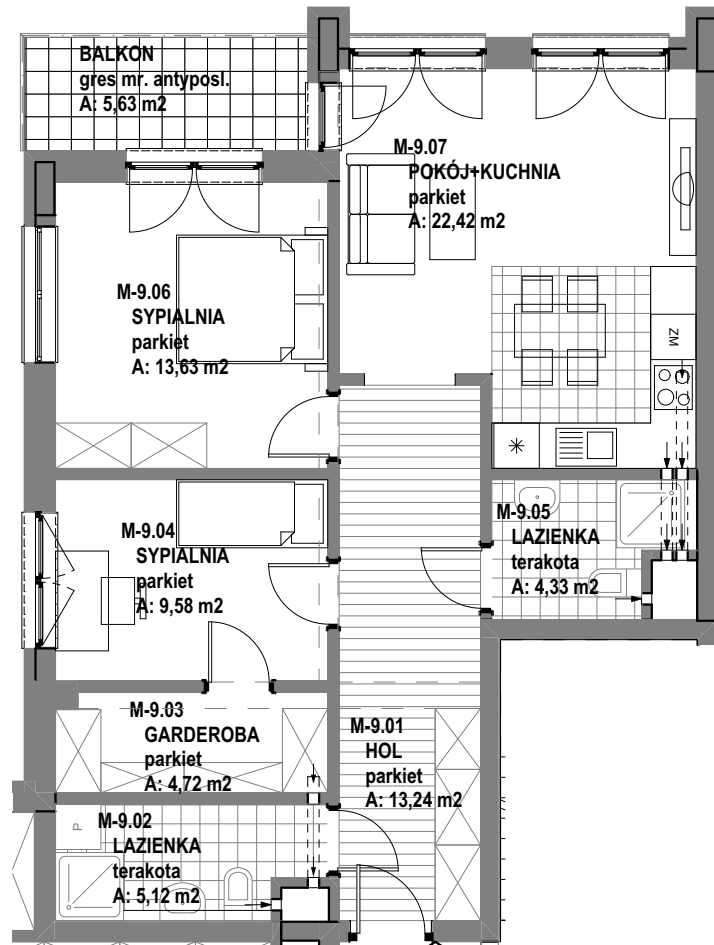 BALKON
gres mr. antyposl.
A: 5,63 m2
M-9.07
POKÓJ+KUCHNIA
parkiet
A: 22,42 m2
M-9.06
SYPIALNIA
parkiet
A: 13,63 m2
ZM
M-9.04
SYPIALNIA
parkiet
A: 9,58 m2
M-9.05
LAZIENKA
terakota
A: 4,33 m2
M-9.03
GARDEROBA
parkiet
A: 4,72 m2
M-9.01
HOL
parkiet
A: 13,24 m2
M-9.02
LAZIENKA
terakota
A: 5,12 m2
P